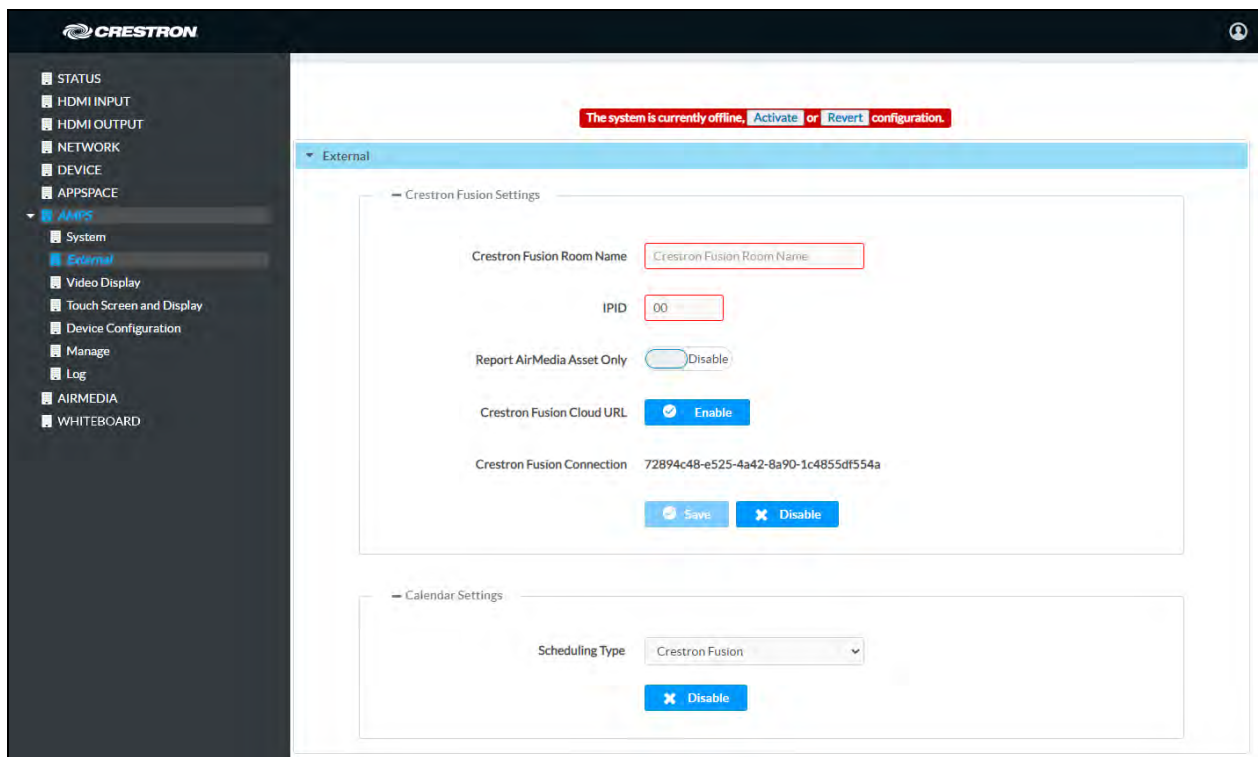 CRESTRON
STATUS
HDMI INPUT
HDMI OUTPUT
NETWORK
DEVICE
APPSPACE
AMPS
System
External
Video Display
Touch Screen and Display
Device Configuration
Manage
Log
AIRMEDIA
WHITEBOARD
The system is currently offline, Activate or Revert configuration.
External
Crestron Fusion Settings
Crestron Fusion Room Name Crestron Fusion Room Name
IPID 00
Report AirMedia Asset Only Disable
Crestron Fusion Cloud URL Enable
Crestron Fusion Connection 72894c48-e525-4a42-8a90-1c4855df554a
Save Disable
Calendar Settings
Scheduling Type Crestron Fusion
Disable